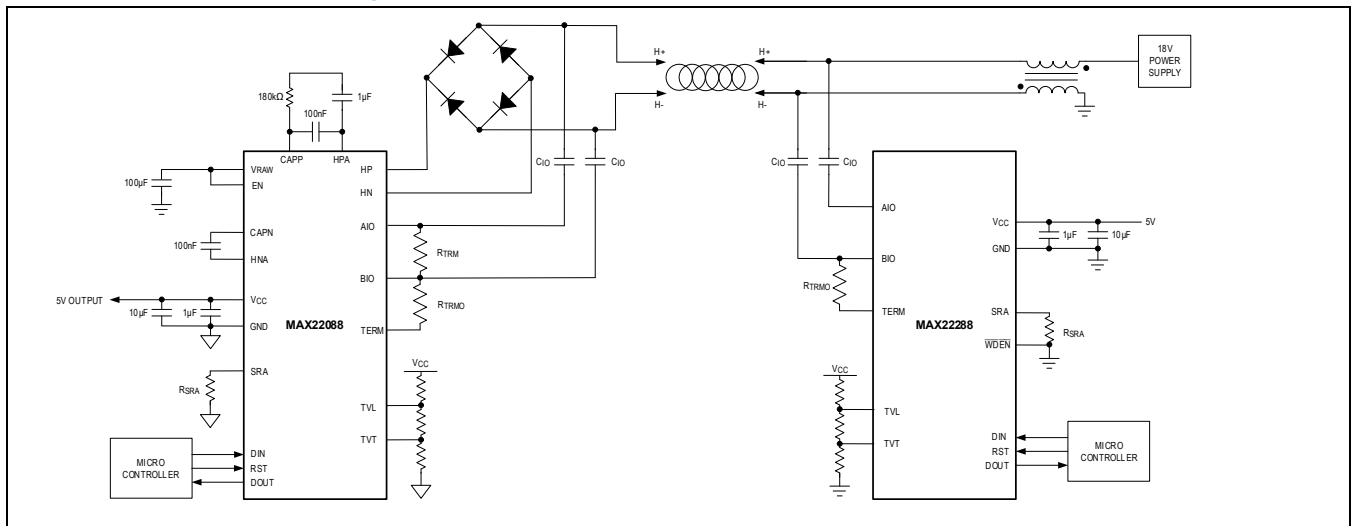 18V
POWER
SUPPLY
H+
H+
H-
H-
180kΩ
1µF
100nF
CAPP
HPA
CIO
CIO
CIO
CIO
VRAW
EN
100µF
HP
HN
AIO
RTRM
CAPN
100nF
HNA
BIO
RTRMO
5V OUTPUT
VCC
10µF
1µF
GND
MAX22088
TERM
SRA
RSRA
VCC
TVL
TVT
MICRO
CONTROLLER
DIN
RST
DOUT
AIO
BIO
RTRMO
TERM
VCC
5V
1µF
10µF
GND
MAX22288
SRA
RSRA
WDEN
VCC
TVL
TVT
DIN
RST
DOUT
MICRO
CONTROLLER